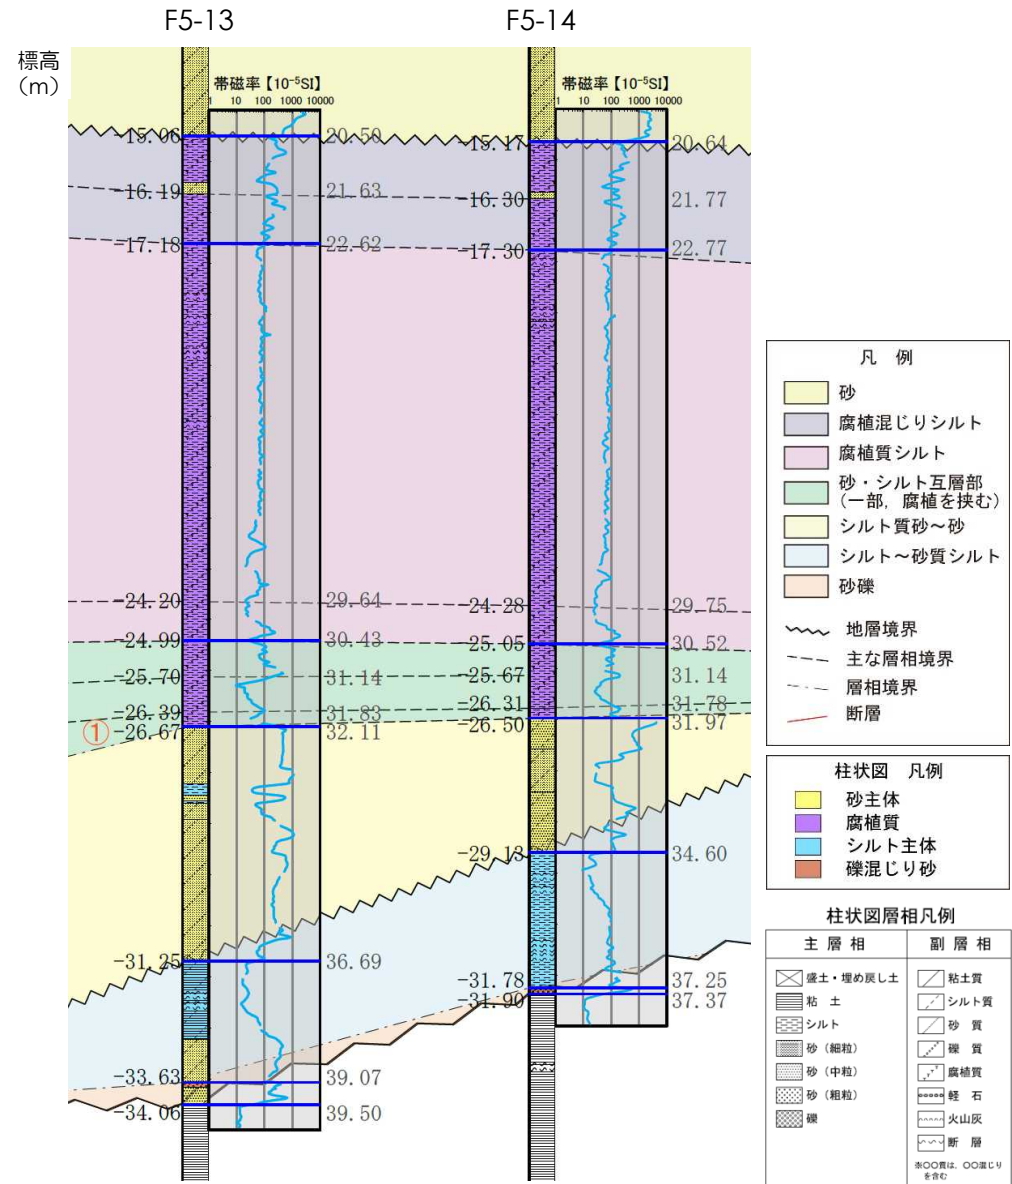 F5-13
F5-14
標高
(m)
帯磁率【10⁻⁵SI】
1 10 100 1000 10000
帯磁率【10⁻⁵SI】
1 10 100 1000 10000
-15.06
20.50
-16.19
21.63
-17.18
22.62
-24.20
29.64
-24.99
30.43
-25.70
31.14
-26.39
31.83
①
-26.67
32.11
-31.25
36.69
-33.63
39.07
-34.06
39.50
-15.17
20.64
-16.30
21.77
-17.30
22.77
-24.28
29.75
-25.05
30.52
-25.67
31.14
-26.31
31.78
-26.50
31.97
-29.13
34.60
-31.78
37.25
-31.90
37.37
凡 例
砂
腐植混じりシルト
腐植質シルト
砂・シルト互層部
(一部，腐植を挟む)
シルト質砂～砂
シルト～砂質シルト
砂礫
地層境界
主な層相境界
層相境界
断層
柱状図 凡例
砂主体
腐植質
シルト主体
礫混じり砂
柱状図層相凡例
主 層 相
盛土・埋め戻し土
粘 土
シルト
砂（細粒）
砂（中粒）
砂（粗粒）
礫
副 層 相
粘土質
シルト質
砂 質
礫 質
腐植質
軽 石
火山灰
断 層
※○○質は，○○混じり
を含む